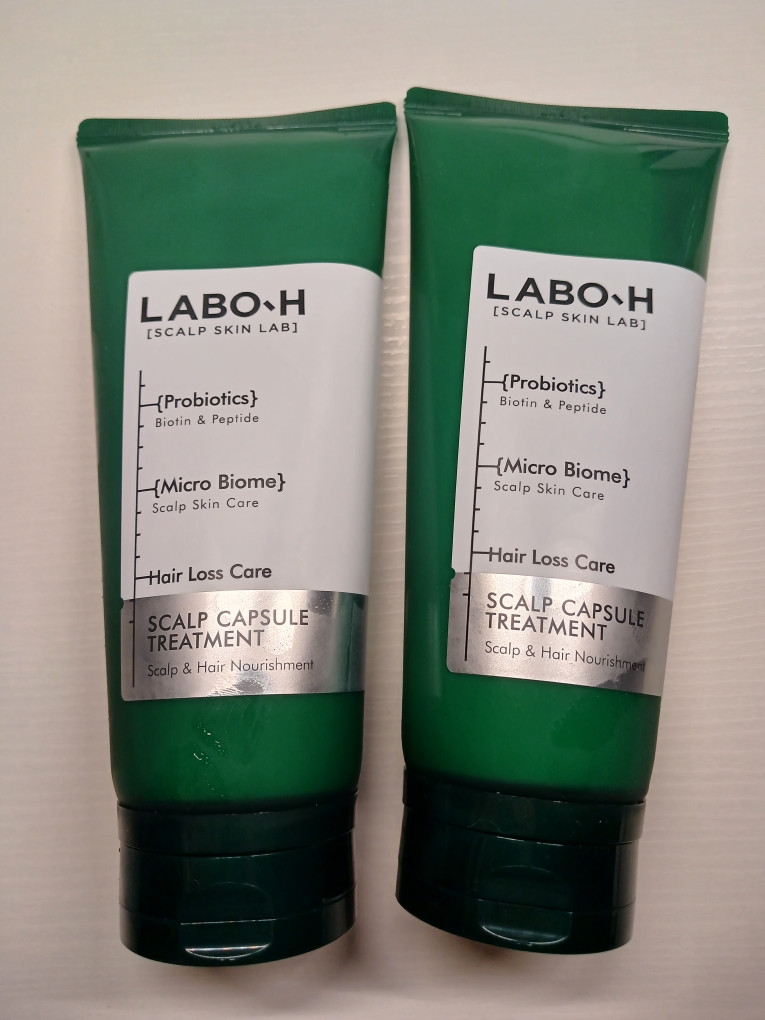 LABO-H
[SCALP SKIN LAB]
{Probiotics}
Biotin & Peptide
{Micro Biome}
Scalp Skin Care
Hair Loss Care
SCALP CAPSULE
TREATMENT
Scalp & Hair Nourishment
LABO-H
[SCALP SKIN LAB]
{Probiotics}
Biotin & Peptide
{Micro Biome}
Scalp Skin Care
Hair Loss Care
SCALP CAPSULE
TREATMENT
Scalp & Hair Nourishment